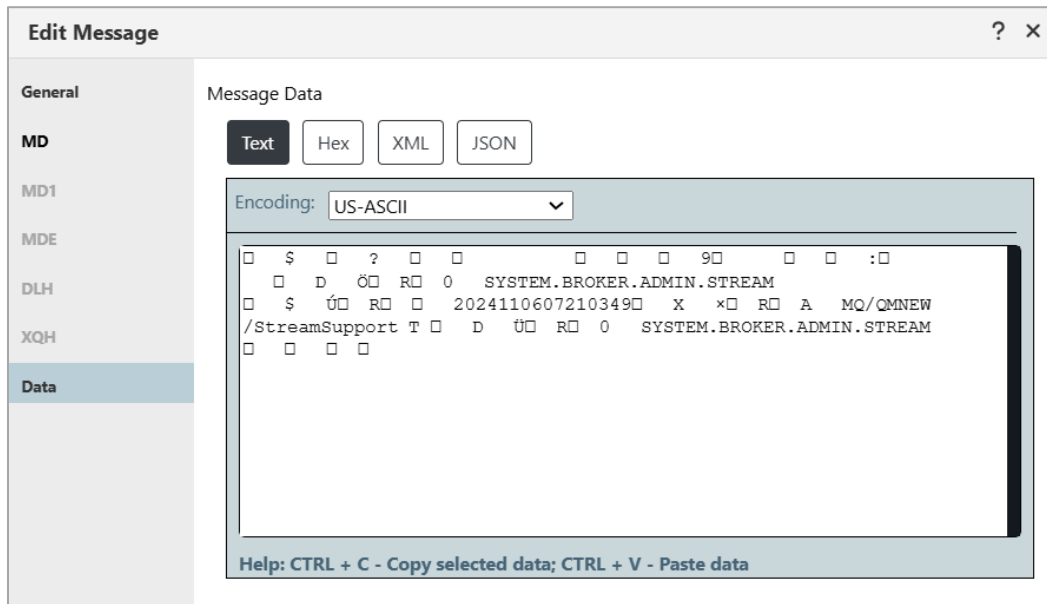 Edit Message ? ×
General
MD
MD1
MDE
DLH
XQH
Data
Message Data
Text Hex XML JSON
Encoding: US-ASCII
□ $ □ ? □ □ □ □ □ 9□ □ □ :□
□ D Ö□ R□ 0 SYSTEM.BROKER.ADMIN.STREAM
□ $ Ú□ R□ □ 2024110607210349□ X ×□ R□ A MQ/QMNEW
/StreamSupport T □ D Ü□ R□ 0 SYSTEM.BROKER.ADMIN.STREAM
□ □ □ □
Help: CTRL + C - Copy selected data; CTRL + V - Paste data